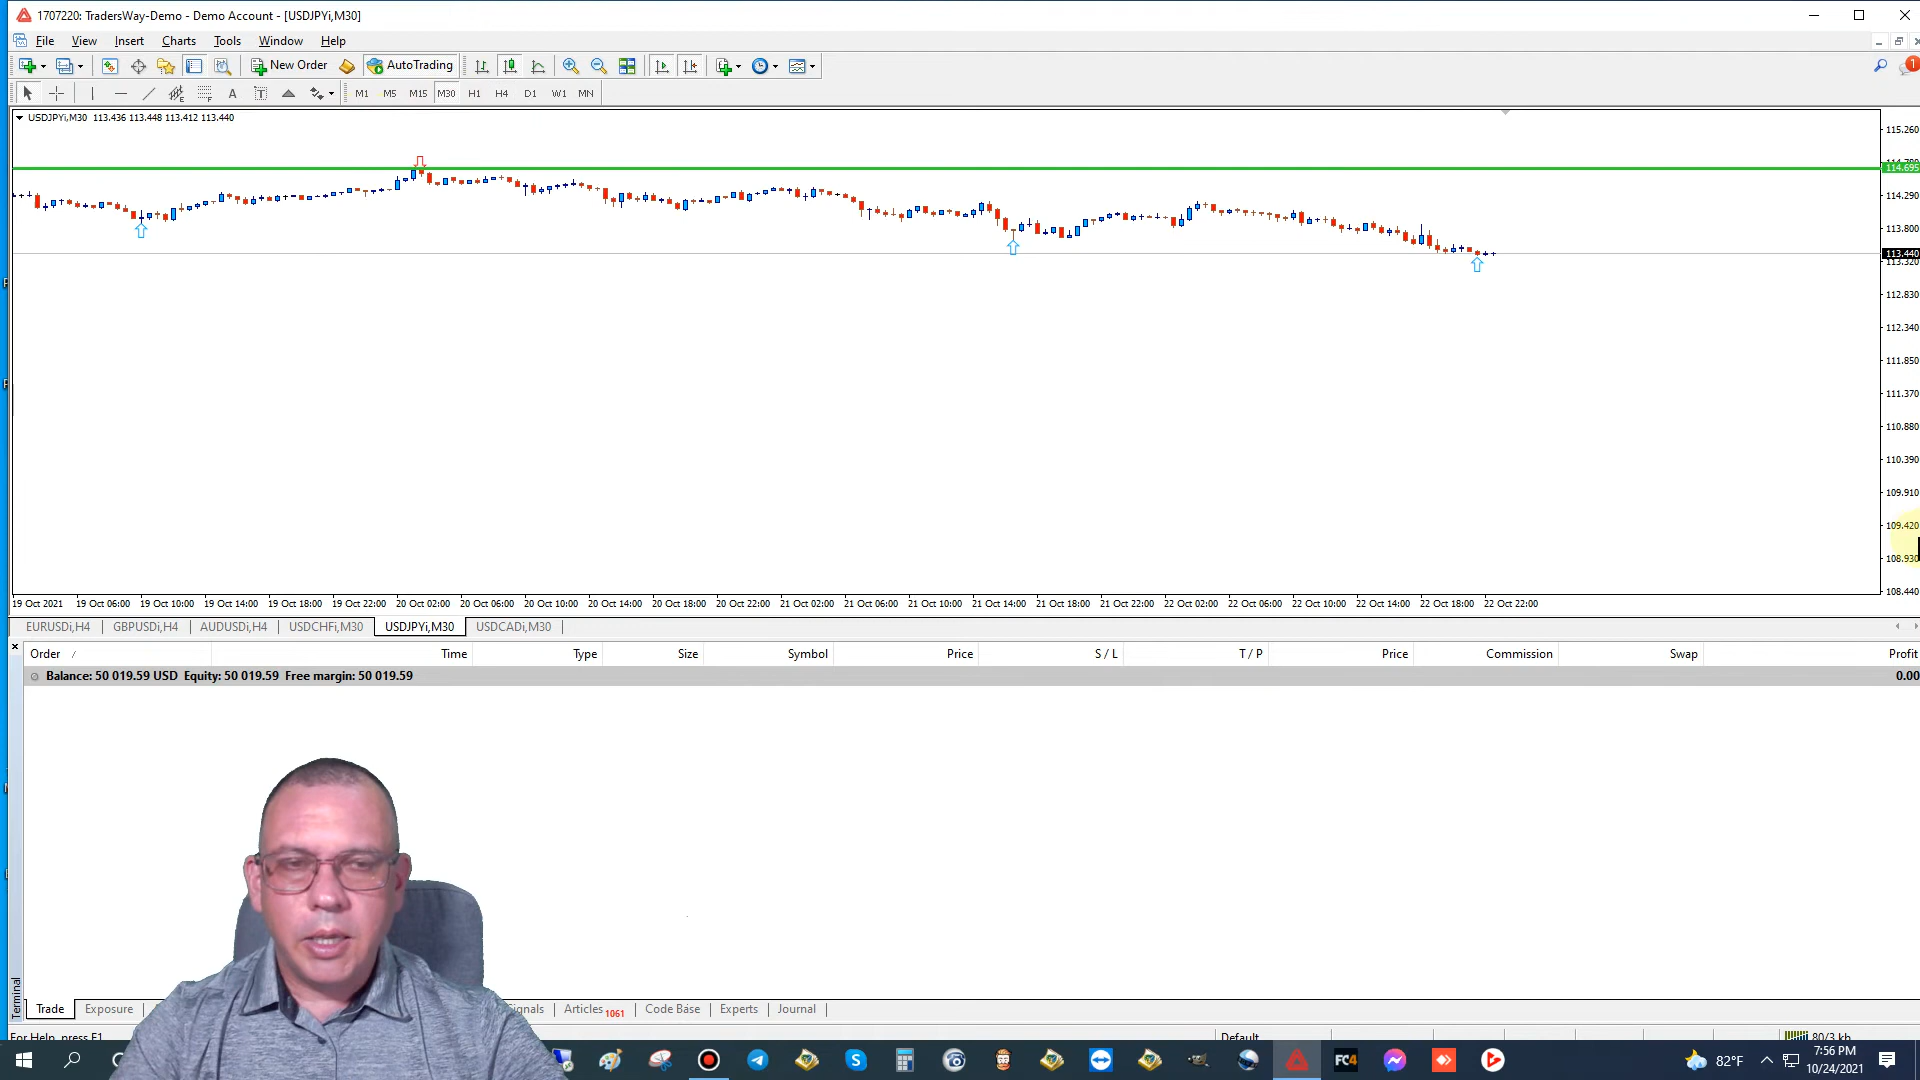 1707220: TradersWay-Demo - Demo Account - [USDJPYi,M30]
File View Insert Charts Tools Window Help
New Order AutoTrading 1
A T M1 M5 M15 M30 H1 H4 D1 W1 MN
USDJPYi,M30 113.436 113.448 113.412 113.440
115.260
114.695
114.290
113.800
113.440
113.320
112.830
112.340
111.850
111.370
110.880
110.390
109.910
109.420
108.930
108.440
19 Oct 2021 19 Oct 06:00 19 Oct 10:00 19 Oct 14:00 19 Oct 18:00 19 Oct 22:00 20 Oct 02:00 20 Oct 06:00 20 Oct 10:00 20 Oct 14:00 20 Oct 18:00 20 Oct 22:00 21 Oct 02:00 21 Oct 06:00 21 Oct 10:00 21 Oct 14:00 21 Oct 18:00 21 Oct 22:00 22 Oct 02:00 22 Oct 06:00 22 Oct 10:00 22 Oct 14:00 22 Oct 18:00 22 Oct 22:00
EURUSDi,H4 GBPUSDi,H4 AUDUSDi,H4 USDCHFi,M30 USDJPYi,M30 USDCADi,M30
Order / Time Type Size Symbol Price S / L T / P Price Commission Swap Profit
Balance: 50 019.59 USD Equity: 50 019.59 Free margin: 50 019.59 0.00
Terminal
Trade Exposure ignals Articles 1061 Code Base Experts Journal
For Help, press F1 Default 80/3 kb
FC4 82°F 7:56 PM
10/24/2021